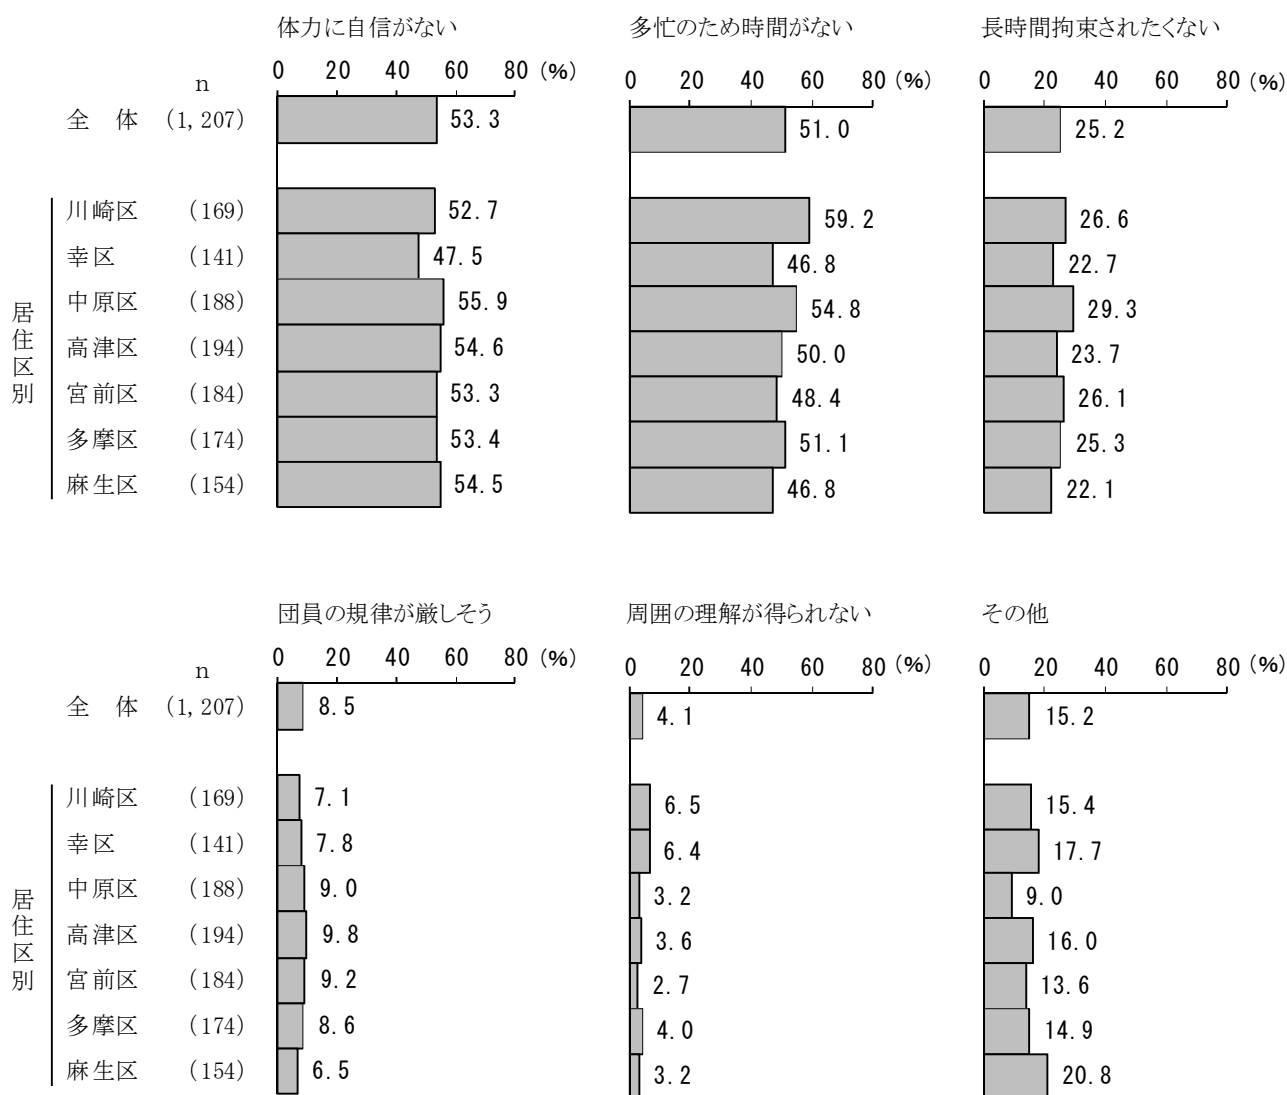 体力に自信がない 多忙のため時間がない 長時間拘束されたくない
n 0 20 40 60 80 (%) 0 20 40 60 80 (%) 0 20 40 60 80 (%)
全 体 (1,207) 53.3 51.0 25.2
居住区別
川崎区 (169) 52.7 59.2 26.6
幸区 (141) 47.5 46.8 22.7
中原区 (188) 55.9 54.8 29.3
高津区 (194) 54.6 50.0 23.7
宮前区 (184) 53.3 48.4 26.1
多摩区 (174) 53.4 51.1 25.3
麻生区 (154) 54.5 46.8 22.1
団員の規律が厳しそう 周囲の理解が得られない その他
n 0 20 40 60 80 (%) 0 20 40 60 80 (%) 0 20 40 60 80 (%)
全 体 (1,207) 8.5 4.1 15.2
居住区別
川崎区 (169) 7.1 6.5 15.4
幸区 (141) 7.8 6.4 17.7
中原区 (188) 9.0 3.2 9.0
高津区 (194) 9.8 3.6 16.0
宮前区 (184) 9.2 2.7 13.6
多摩区 (174) 8.6 4.0 14.9
麻生区 (154) 6.5 3.2 20.8